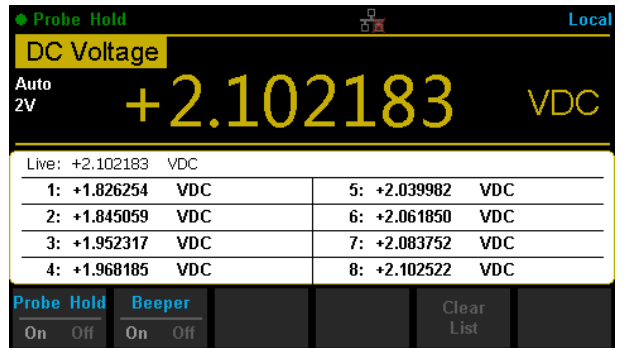 Probe Hold Local
DC Voltage
Auto
2V
+2.102183 VDC
Live: +2.102183 VDC
1: +1.826254 VDC
2: +1.845059 VDC
3: +1.952317 VDC
4: +1.968185 VDC
5: +2.039982 VDC
6: +2.061850 VDC
7: +2.083752 VDC
8: +2.102522 VDC
Probe Hold
On Off
Beeper
On Off
Clear
List